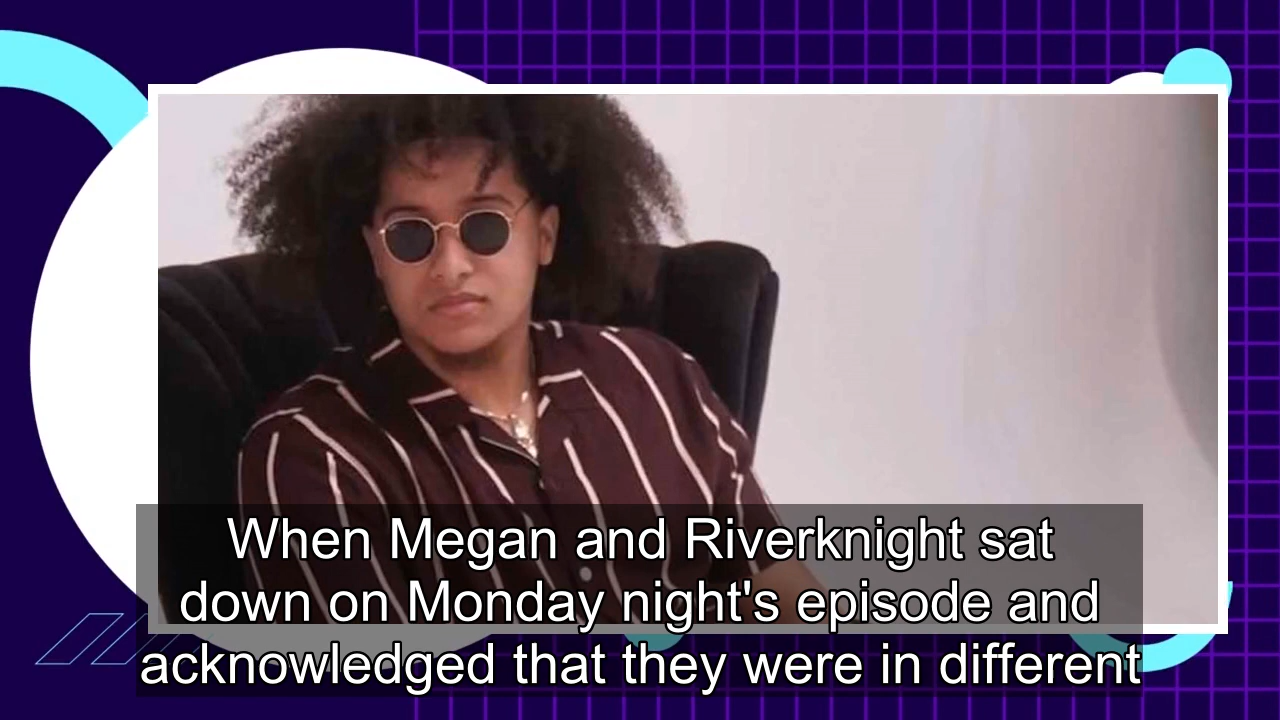 When Megan and Riverknight sat
down on Monday night's episode and
acknowledged that they were in different